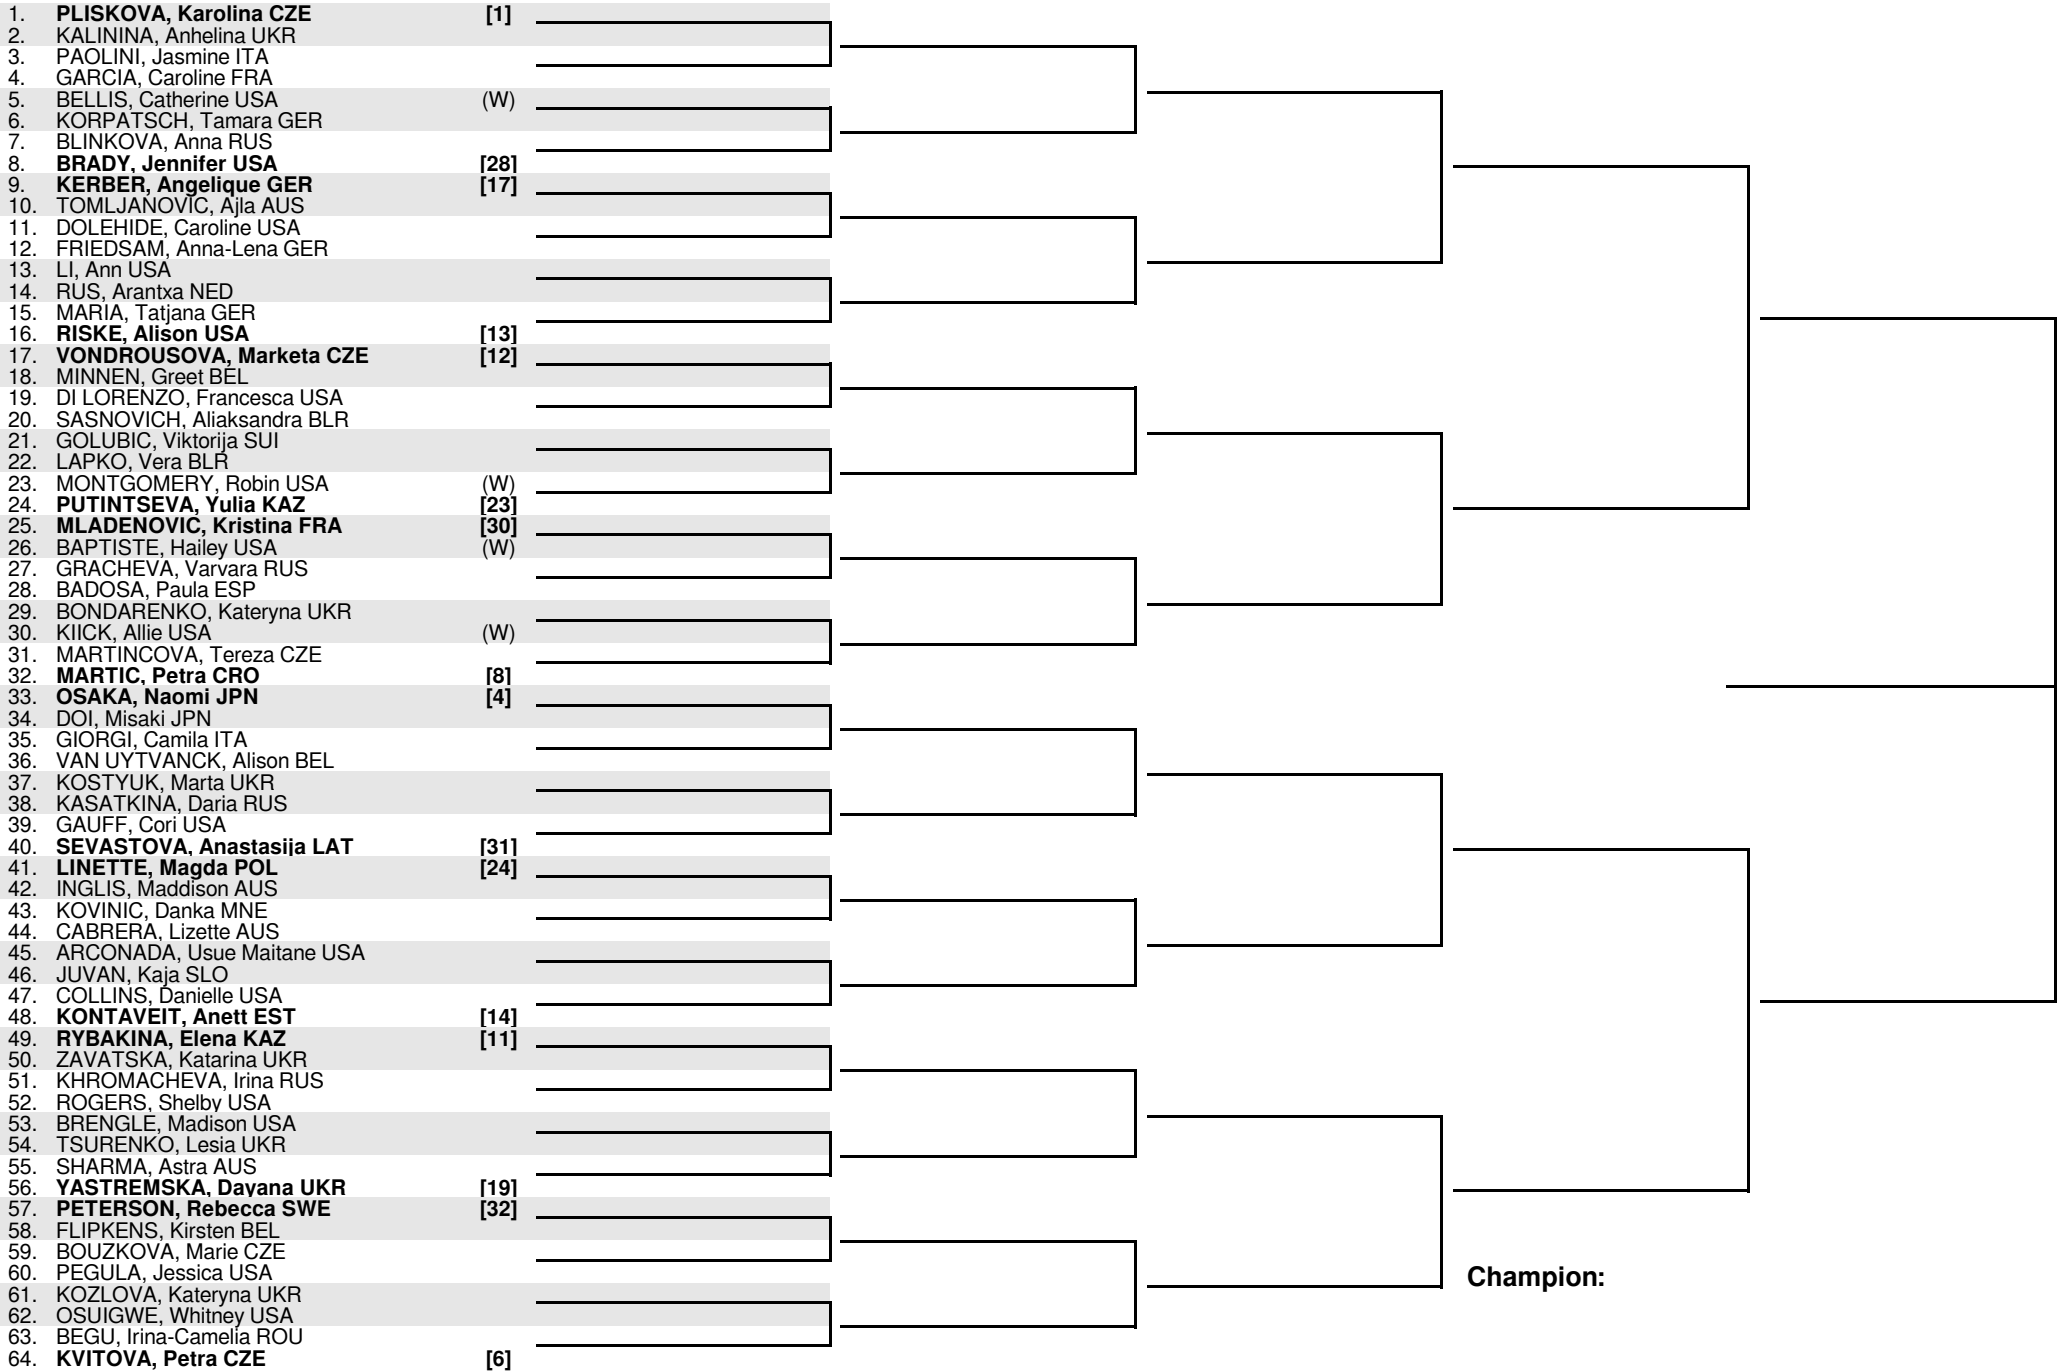 1. PLISKOVA, Karolina CZE [1]
2. KALININA, Anhelina UKR
3. PAOLINI, Jasmine ITA
4. GARCIA, Caroline FRA
5. BELLIS, Catherine USA (W)
6. KORPATSCH, Tamara GER
7. BLINKOVA, Anna RUS
8. BRADY, Jennifer USA [28]
9. KERBER, Angelique GER [17]
10. TOMLJANOVIC, Ajla AUS
11. DOLEHIDE, Caroline USA
12. FRIEDSAM, Anna-Lena GER
13. LI, Ann USA
14. RUS, Arantxa NED
15. MARIA, Tatjana GER
16. RISKE, Alison USA [13]
17. VONDROUSOVA, Marketa CZE [12]
18. MINNEN, Greet BEL
19. DI LORENZO, Francesca USA
20. SASNOVICH, Aliaksandra BLR
21. GOLUBIC, Viktorija SUI
22. LAPKO, Vera BLR
23. MONTGOMERY, Robin USA (W)
24. PUTINTSEVA, Yulia KAZ [23]
25. MLADENOVIC, Kristina FRA [30]
26. BAPTISTE, Hailey USA (W)
27. GRACHEVA, Varvara RUS
28. BADOSA, Paula ESP
29. BONDARENKO, Kateryna UKR
30. KIICK, Allie USA (W)
31. MARTINCOVA, Tereza CZE
32. MARTIC, Petra CRO [8]
33. OSAKA, Naomi JPN [4]
34. DOI, Misaki JPN
35. GIORGI, Camila ITA
36. VAN UYTVANCK, Alison BEL
37. KOSTYUK, Marta UKR
38. KASATKINA, Daria RUS
39. GAUFF, Cori USA
40. SEVASTOVA, Anastasija LAT [31]
41. LINETTE, Magda POL [24]
42. INGLIS, Maddison AUS
43. KOVINIC, Danka MNE
44. CABRERA, Lizette AUS
45. ARCONADA, Usue Maitane USA
46. JUVAN, Kaja SLO
47. COLLINS, Danielle USA
48. KONTAVEIT, Anett EST [14]
49. RYBAKINA, Elena KAZ [11]
50. ZAVATSKA, Katarina UKR
51. KHROMACHEVA, Irina RUS
52. ROGERS, Shelby USA
53. BRENGLE, Madison USA
54. TSURENKO, Lesia UKR
55. SHARMA, Astra AUS
56. YASTREMSKA, Dayana UKR [19]
57. PETERSON, Rebecca SWE [32]
58. FLIPKENS, Kirsten BEL
59. BOUZKOVA, Marie CZE
60. PEGULA, Jessica USA
61. KOZLOVA, Kateryna UKR
62. OSUIGWE, Whitney USA
63. BEGU, Irina-Camelia ROU
64. KVITOVA, Petra CZE [6]
Champion: